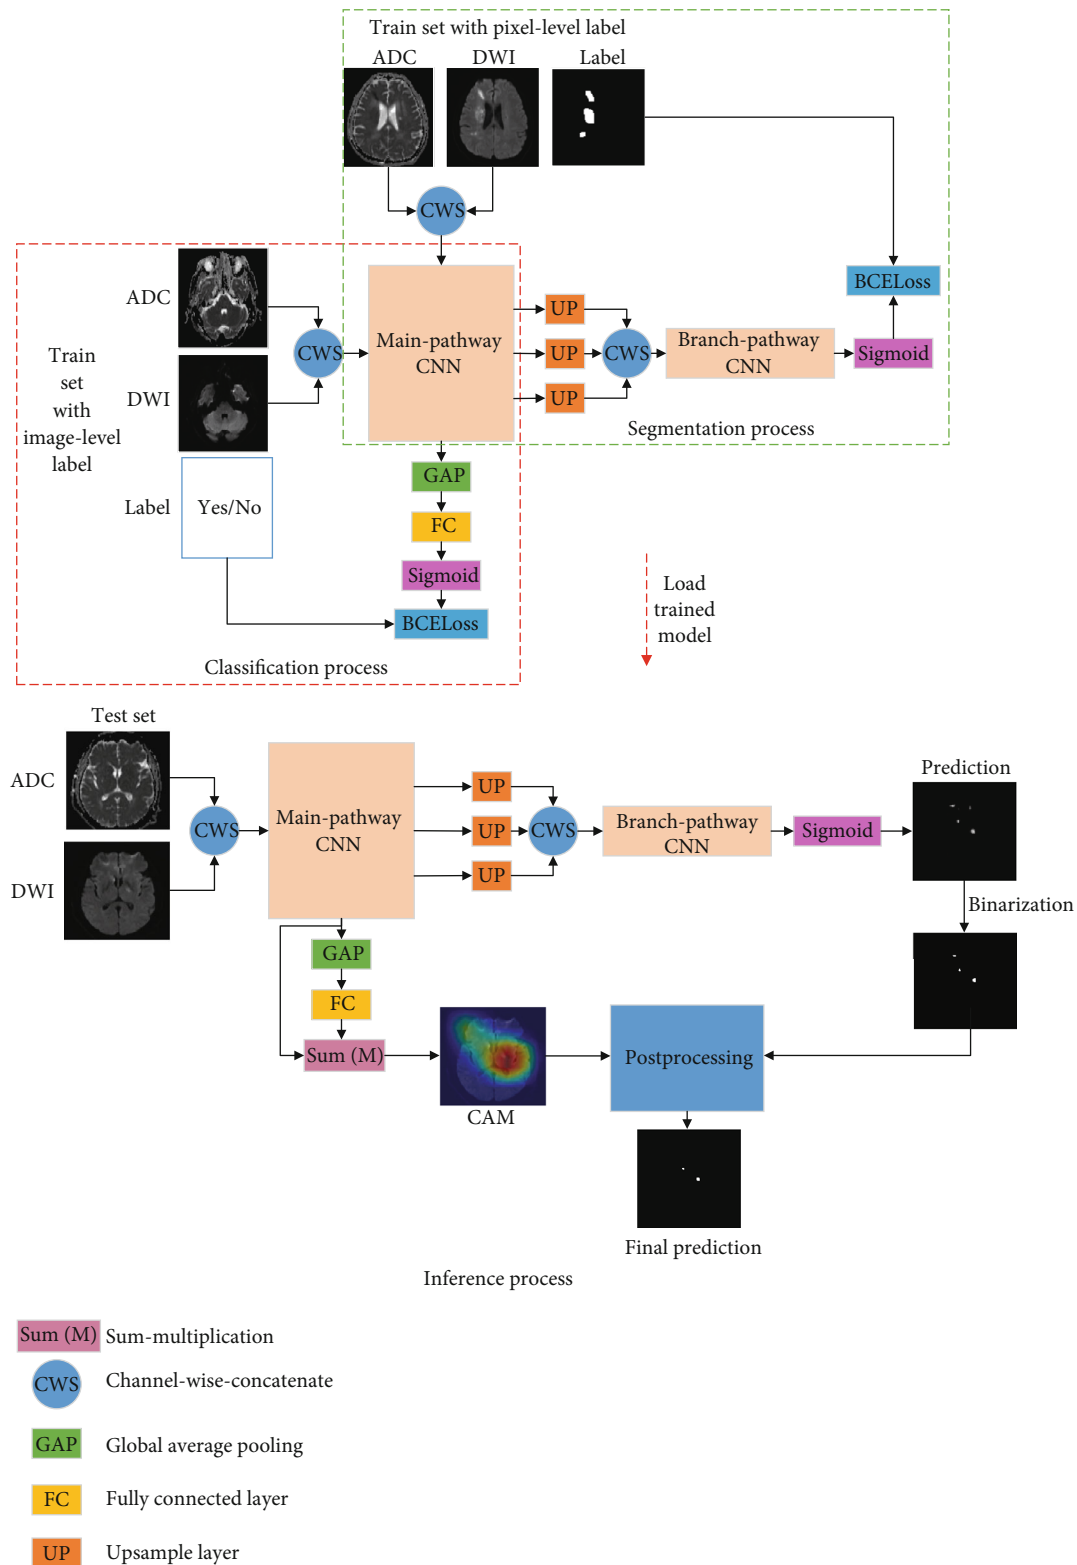 Train set with pixel-level label
ADC
DWI
Label
CWS
ADC
DWI
Train
set
with
image-level
label
CWS
Main-pathway
CNN
UP
UP
UP
CWS
Branch-pathway
CNN
Sigmoid
BCELoss
Segmentation process
Label
Yes/No
GAP
FC
Sigmoid
BCELoss
Classification process
Load
trained
model
Test set
ADC
DWI
CWS
Main-pathway
CNN
UP
UP
UP
CWS
Branch-pathway
CNN
Sigmoid
Prediction
Binarization
GAP
FC
Sum (M)
CAM
Postprocessing
Final prediction
Inference process
Sum (M) Sum-multiplication
CWS Channel-wise-concatenate
GAP Global average pooling
FC Fully connected layer
UP Upsample layer